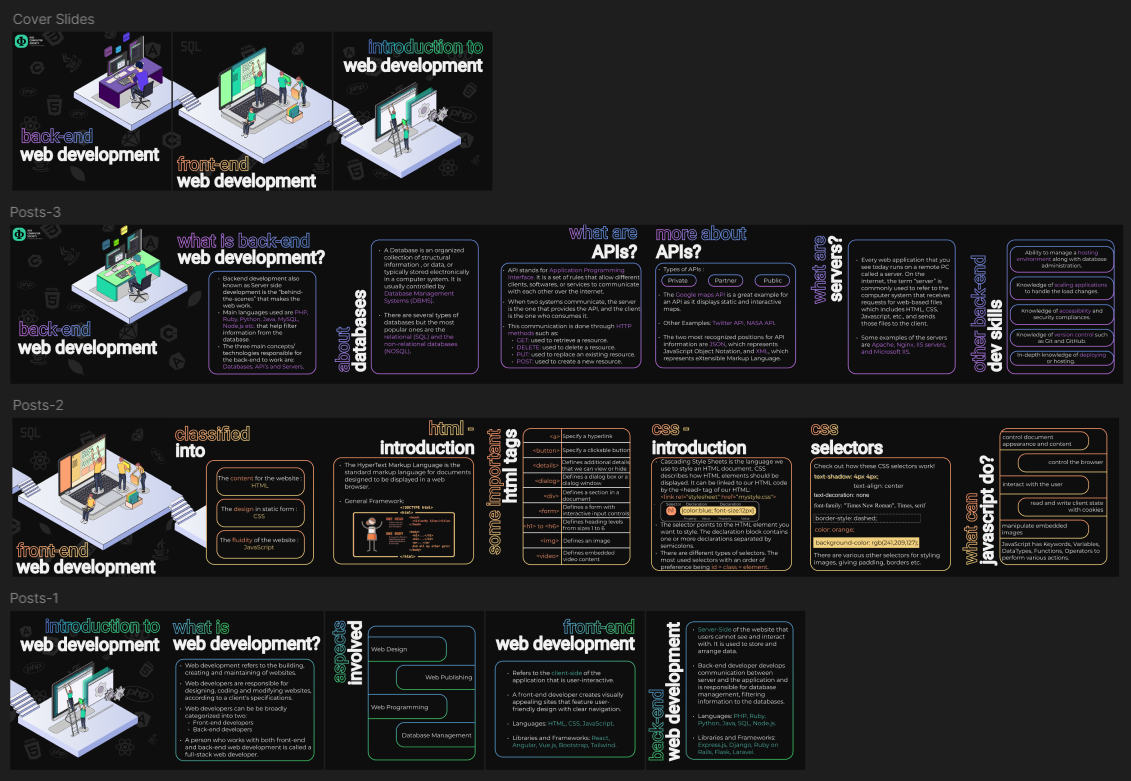 Cover Slides
SQL
back-end
web development
front-end
web development
introduction to
web development
Posts-3
back-end
web development
what is back-end
web development?
Backend development also
known as Server side
development is the "behind-
the-scenes" that makes the
web work.
Main languages used are PHP,
Ruby, Python, Java, MySQL,
Node.js etc. that help filter
information from the
database.
The three main concepts/
technologies responsible for
the back-end to work are:
Databases, API's and Servers.
about
databases
A Database is an organized
collection of structural
information , or data, or
typically stored electronically
in a computer system. It is
usually controlled by
Database Management
Systems (DBMS).
There are several types of
databases but the most
popular ones are the
relational (SQL) and the
non-relational databases
(NOSQL).
what are
APIs?
API stands for Application Programming
Interface. It is a set of rules that allow different
clients, softwares, or services to communicate
with each other over the internet.
When two systems communicate, the server
is the one that provides the API, and the client
is the one who consumes it.
This communication is done through HTTP
methods such as:
GET: used to retrieve a resource.
DELETE: used to delete a resource.
PUT: used to replace an existing resource.
POST: used to create a new resource.
more about
APIs?
Types of APIs :
Private
Partner
Public
The Google maps API is a great example for
an API as it displays static and interactive
maps.
Other Examples: Twitter API, NASA API.
The two most recognized positions for API
information are JSON, which represents
JavaScript Object Notation, and XML, which
represents eXtensible Markup Language.
what are
servers?
Every web application that you
see today runs on a remote PC
called a server. On the
internet, the term "server" is
commonly used to refer to the
computer system that receives
requests for web-based files
which includes HTML, CSS,
Javascript, etc., and sends
those files to the client.
Some examples of the servers
are Apache, Nginx, IIS servers,
and Microsoft IIS.
other back-end
dev skills
Ability to manage a hosting
environment along with database
administration.
Knowledge of scaling applications
to handle the load changes.
Knowledge of accessibility and
security compliances.
Knowledge of version control such
as Git and GitHub.
In-depth knowledge of deploying
or hosting.
Posts-2
SQL
front-end
web development
classified
into
The content for the website :
HTML
The design in static form :
CSS
The fluidity of the website :
JavaScript
html -
introduction
The HyperText Markup Language is the
standard markup language for documents
designed to be displayed in a web
browser.
General Framework:
<!DOCTYPE html>
some important
html tags
<a> Specify a hyperlink
<button> Specify a clickable button
<details> Defines additional details
that we can view or hide
<dialog> Defines a dialog box or a
dialog window
<div> Defines a section in a
document
<form> Defines a form with
interactive input controls
<h1> to <h6> Defines heading levels
from sizes 1 to 6
<img> Defines an image
<video> Defines embedded
video content
css -
introduction
Cascading Style Sheets is the language
we use to style an HTML document. CSS
describes how HTML elements should be
displayed. It can be linked to our HTML code
by the <head> tag of our HTML:
<link rel="stylesheet" href="mystyle.css">
Selector Declaration Declaration
h1 {color:blue; font-size:12px;}
Property Value Property Value
The selector points to the HTML element you
want to style. The declaration block contains
one or more declarations separated by
semicolons.
There are different types of selectors. The
most used selectors with an order of
preference being id > class > element.
css
selectors
Check out how these CSS selectors work!
text-shadow: 4px 4px;
text-align: center
text-decoration: none
font-family: "Times New Roman", Times, serif
border-style: dashed;
color: orange;
background-color: rgb(241,209,127);
There are various other selectors for styling
images, giving padding, borders etc.
what can
javascript do?
control document
appearance and content
control the browser
interact with the user
read and write client state
with cookies
manipulate embedded
images
JavaScript has Keywords, Variables,
DataTypes, Functions, Operators to
perform various actions.
Posts-1
introduction to
web development
what is
web development?
Web development refers to the building,
creating and maintaining of websites.
Web developers are responsible for
designing, coding and modifying websites,
according to a client's specifications.
Web developers can be be broadly
categorized into two:
Front-end developers
Back-end developers
A person who works with both front-end
and back-end web development is called a
full-stack web developer.
aspects
involved
Web Design
Web Publishing
Web Programming
Database Management
front-end
web development
Refers to the client-side of the
application that is user-interactive.
A front-end developer creates visually
appealing sites that feature user-
friendly design with clear navigation.
Languages: HTML, CSS, JavaScript.
Libraries and Frameworks: React,
Angular, Vue.js, Bootstrap, Tailwind.
back-end
web development
Server-Side of the website that
users cannot see and interact
with. It is used to store and
arrange data.
Back-end developer develops
communication between
server and the application and
is responsible for database
management, filtering
information to the databases.
Languages: PHP, Ruby,
Python, Java, SQL, Node.js.
Libraries and Frameworks:
Express.js, Django, Ruby on
Rails, Flask, Laravel.